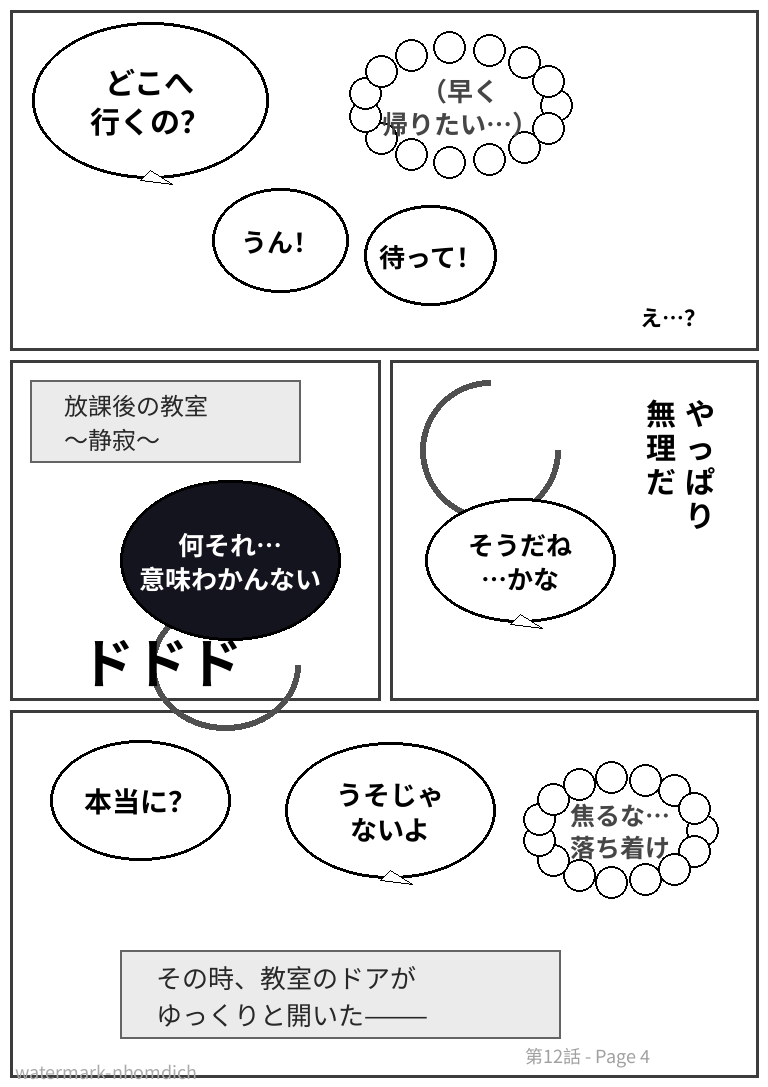 どこへ
行くの？
（早く
帰りたい…）
うん！
待って！
え…？
放課後の教室
～静寂～
何それ…
意味わかんない
ドドド
やっぱり
無理だ
そうだね
…かな
本当に？
うそじゃ
ないよ
焦るな…
落ち着け
その時、教室のドアが
ゆっくりと開いた――
第12話 - Page 4
watermark-nhomdich